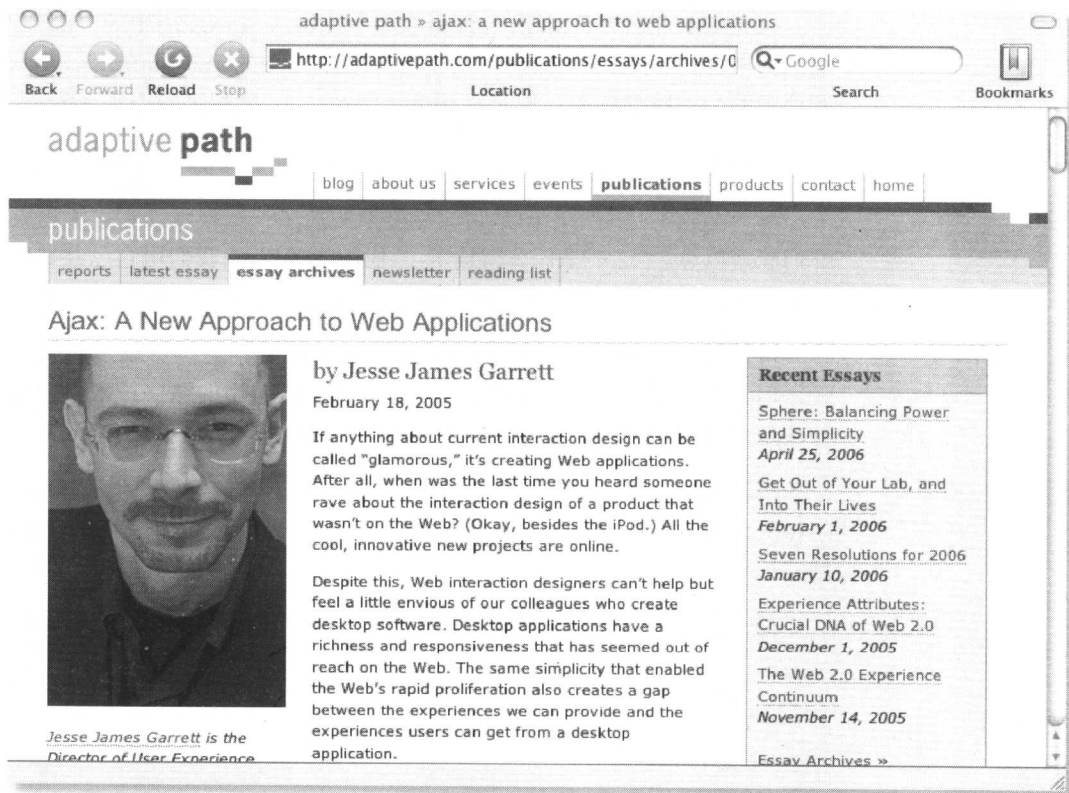 adaptive path » ajax: a new approach to web applications
http://adaptivepath.com/publications/essays/archives/0
Google
Back Forward Reload Stop Location Search Bookmarks
adaptive path
blog about us services events publications products contact home
publications
reports latest essay essay archives newsletter reading list
Ajax: A New Approach to Web Applications
by Jesse James Garrett
February 18, 2005
If anything about current interaction design can be
called “glamorous,” it’s creating Web applications.
After all, when was the last time you heard someone
rave about the interaction design of a product that
wasn’t on the Web? (Okay, besides the iPod.) All the
cool, innovative new projects are online.
Despite this, Web interaction designers can’t help but
feel a little envious of our colleagues who create
desktop software. Desktop applications have a
richness and responsiveness that has seemed out of
reach on the Web. The same simplicity that enabled
the Web’s rapid proliferation also creates a gap
between the experiences we can provide and the
experiences users can get from a desktop
application.
Jesse James Garrett is the
Director of User Experience
Recent Essays
Sphere: Balancing Power
and Simplicity
April 25, 2006
Get Out of Your Lab, and
Into Their Lives
February 1, 2006
Seven Resolutions for 2006
January 10, 2006
Experience Attributes:
Crucial DNA of Web 2.0
December 1, 2005
The Web 2.0 Experience
Continuum
November 14, 2005
Essay Archives »